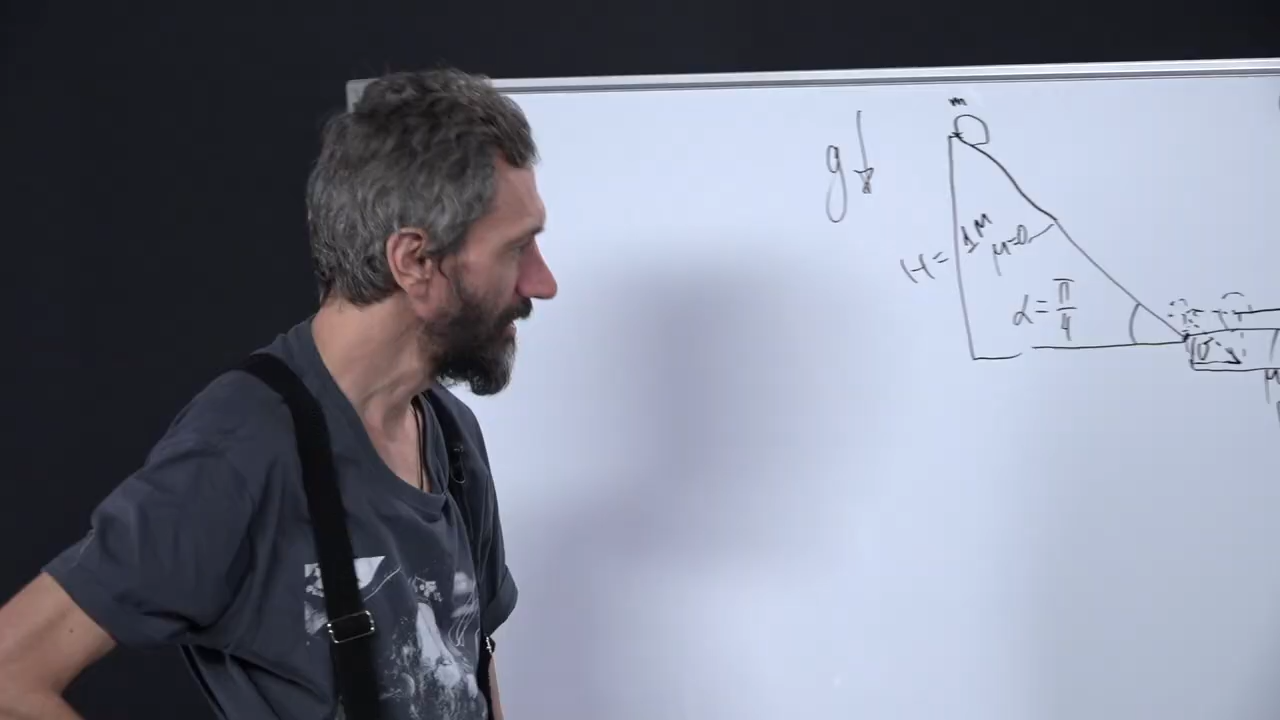 m
g
H = 1м
μ=0
α = π/4
μ